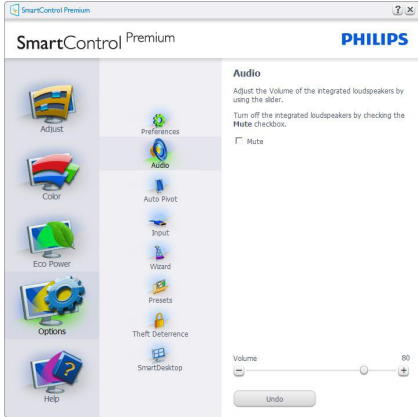 SmartControl Premium
? ×
SmartControl Premium
PHILIPS
Adjust
Color
Eco Power
Options
Help
Preferences
Audio
Auto Pivot
Input
Wizard
Presets
Theft Deterrence
SmartDesktop
Audio
Adjust the Volume of the integrated loudspeakers by
using the slider.
Turn off the integrated loudspeakers by checking the
Mute checkbox.
Mute
Volume 80
Undo